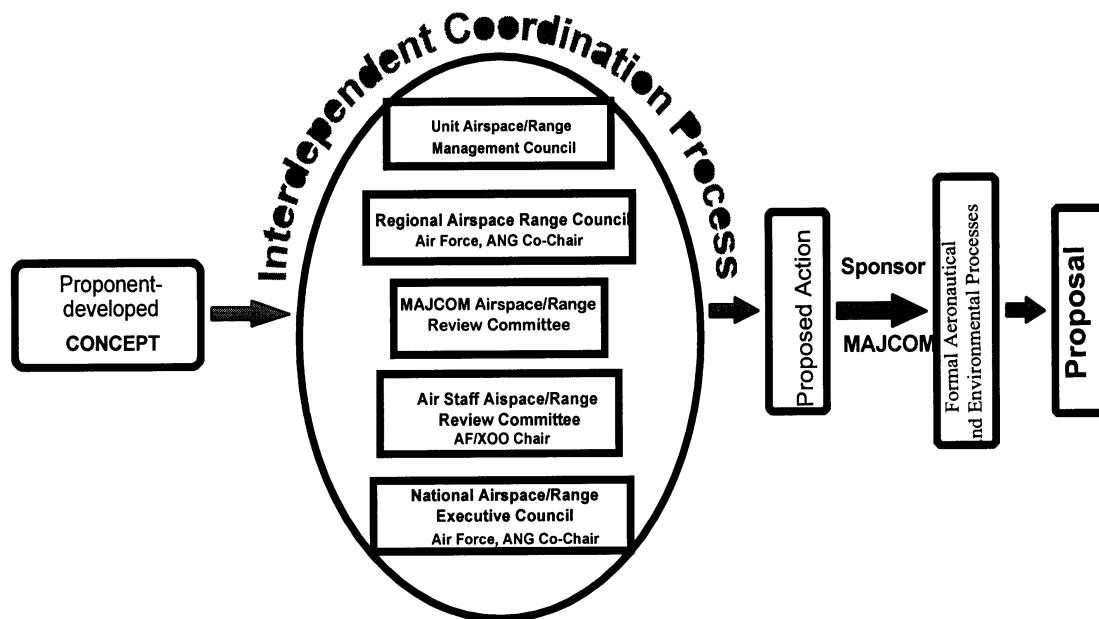 Interdependent Coordination Process
Unit Airspace/Range
Management Council
Regional Airspace Range Council
Air Force, ANG Co-Chair
MAJCOM Airspace/Range
Review Committee
Air Staff Aispace/Range
Review Committee
AF/XOO Chair
National Airspace/Range
Executive Council
Air Force, ANG Co-Chair
Proponent-
developed
CONCEPT
Proposed Action
Sponsor
MAJCOM
Formal Aeronautical
nd Environmental Processes
Proposal